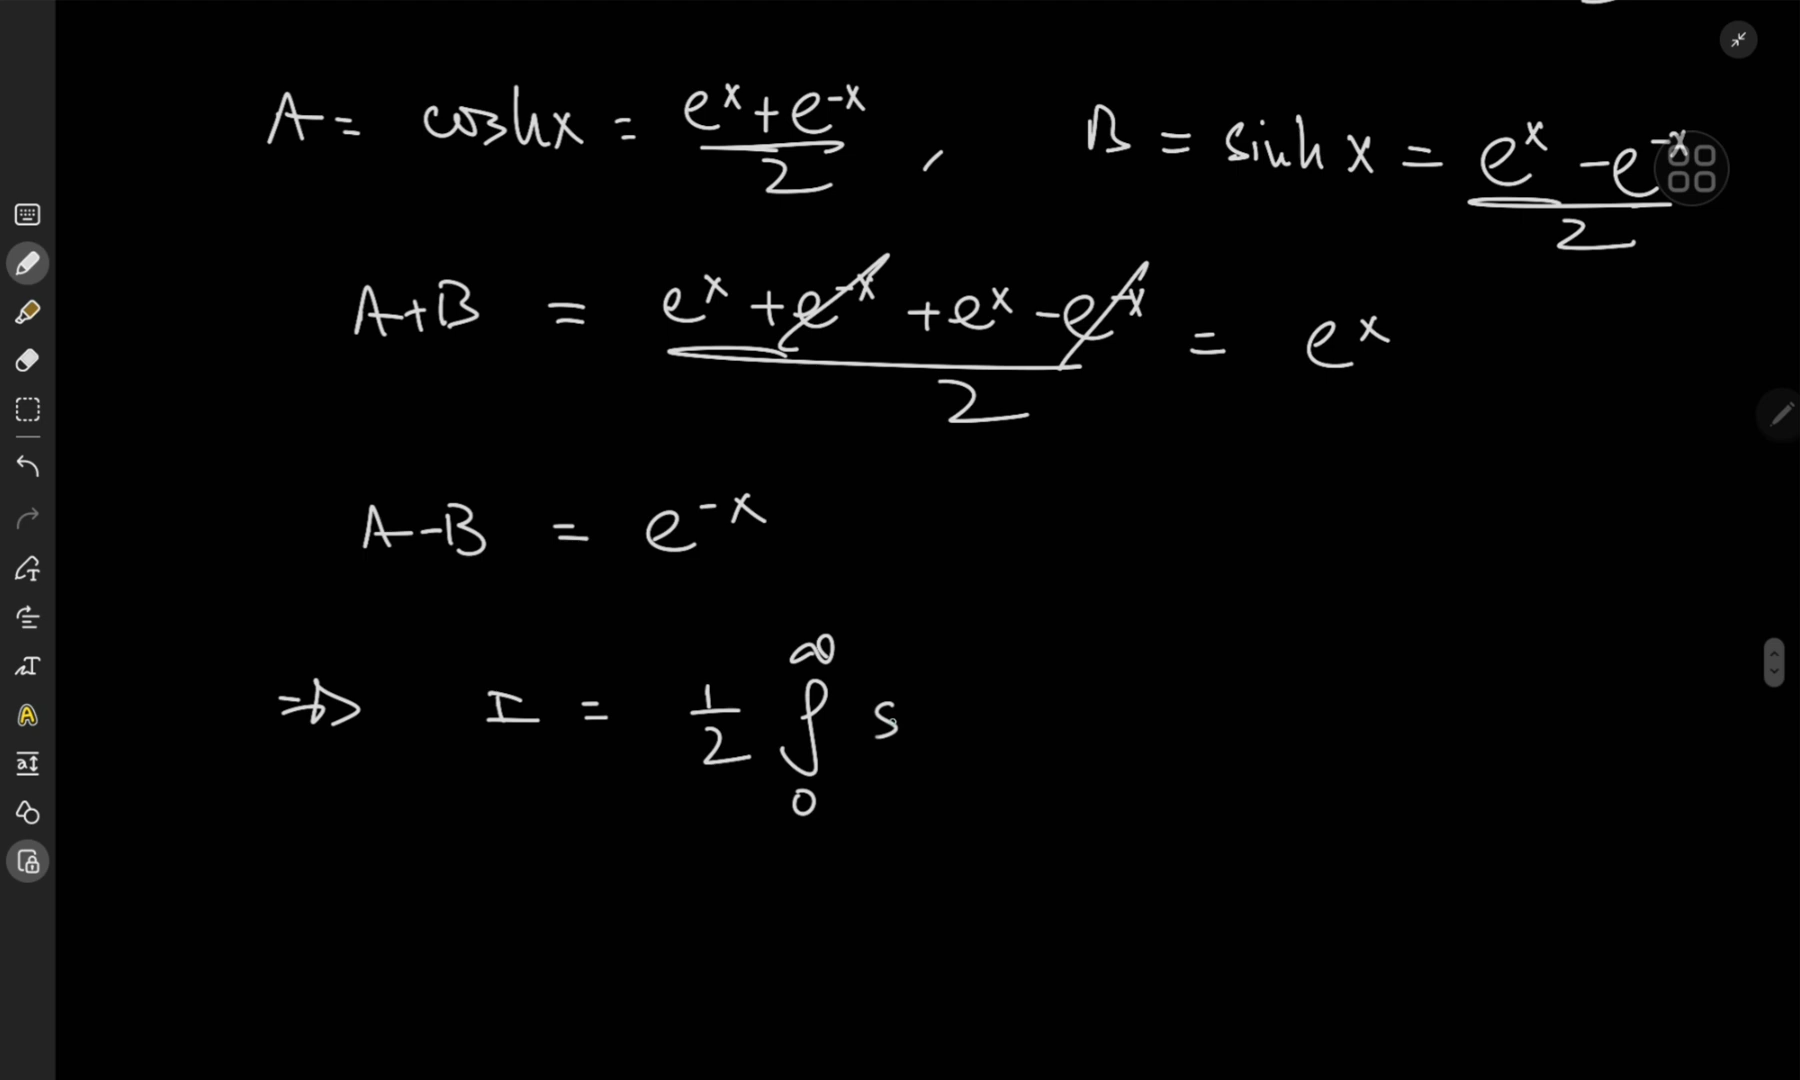 A = cosh x = (e^x + e^-x)/2 , B = sinh x = (e^x - e^-x)/2
A+B = (e^x + e^-x + e^x - e^-x)/2 = e^x
A-B = e^-x
⇒ I = 1/2 ∫_0^∞ s